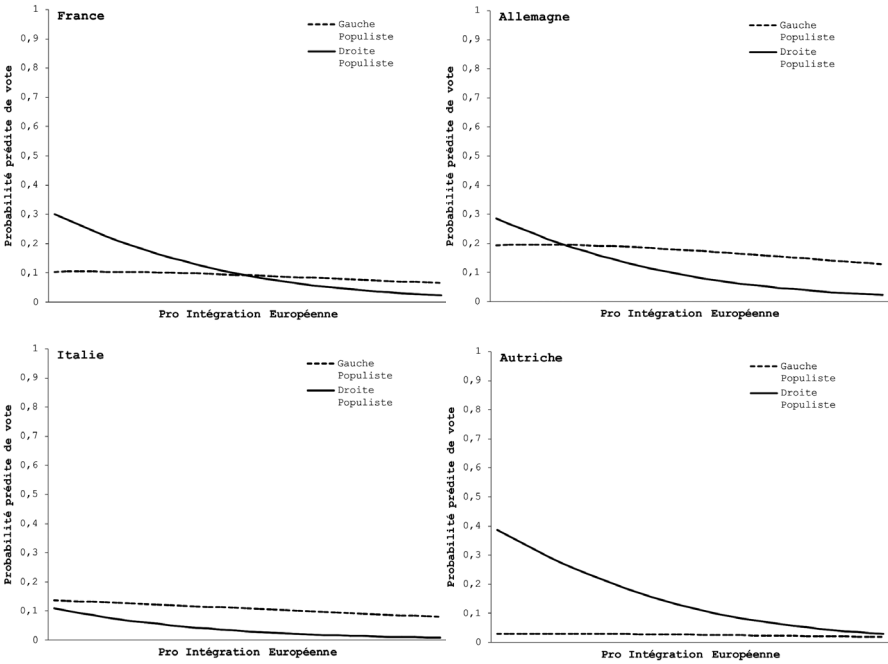 France
Gauche
Populiste
Droite
Populiste
Probabilité prédite de vote
1
0,9
0,8
0,7
0,6
0,5
0,4
0,3
0,2
0,1
0
Pro Intégration Européenne
Allemagne
Gauche
Populiste
Droite
Populiste
Probabilité prédite de vote
1
0,9
0,8
0,7
0,6
0,5
0,4
0,3
0,2
0,1
0
Pro Intégration Européenne
Italie
Gauche
Populiste
Droite
Populiste
Probabilité prédite de vote
1
0,9
0,8
0,7
0,6
0,5
0,4
0,3
0,2
0,1
0
Pro Intégration Européenne
Autriche
Gauche
Populiste
Droite
Populiste
Probabilité prédite de vote
1
0,9
0,8
0,7
0,6
0,5
0,4
0,3
0,2
0,1
0
Pro Intégration Européenne